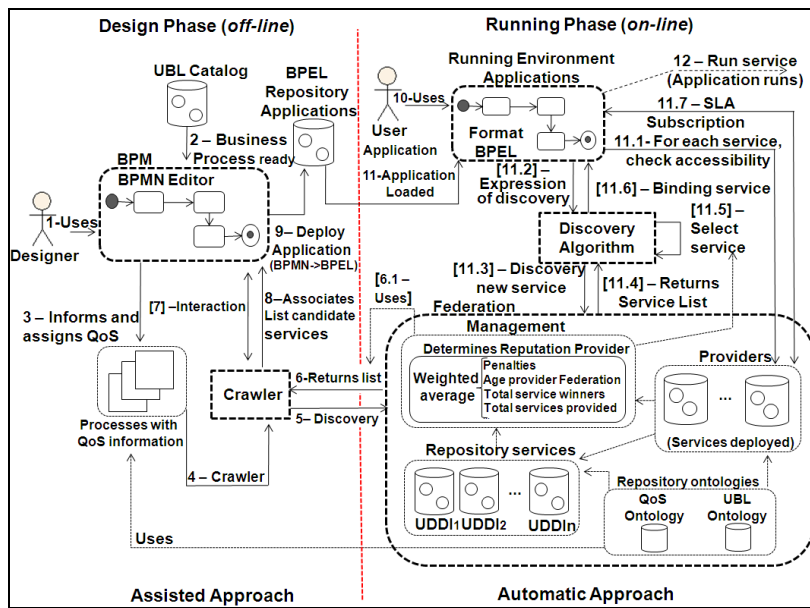 Design Phase (off-line)
Running Phase (on-line)
UBL Catalog
BPEL
Repository
Applications
2 – Business
Process ready
BPM
BPMN Editor
1-Uses
Designer
9– Deploy
Application
(BPMN->BPEL)
3 – Informs and
assigns QoS
[7] –Interaction
8–Associates
List candidate
services
Crawler
Processes with
QoS information
4 – Crawler
6-Returns list
5– Discovery
Uses
Assisted Approach
Running Environment
Applications
10-Uses
User
Application
Format
BPEL
11-Application
Loaded
12 – Run service
(Application runs)
11.7 – SLA
Subscription
11.1- For each service,
check accessibility
[11.2] –
Expression
of discovery
[11.6] – Binding service
Discovery
Algorithm
[11.5] –
Select
service
[11.3] – Discovery
new service
[11.4] – Returns
Service List
[6.1 –
Uses]
Federation
Management
Determines Reputation Provider
Weighted
average
Penalties
Age provider Federation
Total service winners
Total services provided
Providers
...
(Services deployed)
Repository services
...
UDDI1 UDDI2 UDDIn
Repository ontologies
QoS
Ontology
UBL
Ontology
Automatic Approach